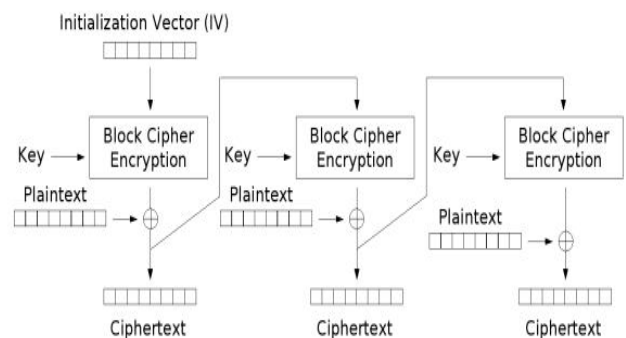 Initialization Vector (IV)
Block Cipher
Encryption
Block Cipher
Encryption
Block Cipher
Encryption
Key
Key
Key
Plaintext
Plaintext
Plaintext
Ciphertext
Ciphertext
Ciphertext